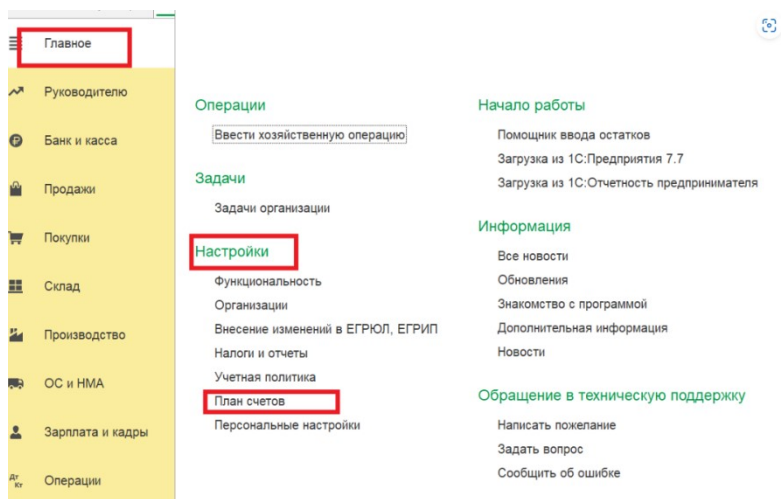 Главное
Руководителю
Банк и касса
Продажи
Покупки
Склад
Производство
ОС и НМА
Зарплата и кадры
Дт Кт Операции
Операции
Ввести хозяйственную операцию
Задачи
Задачи организации
Настройки
Функциональность
Организации
Внесение изменений в ЕГРЮЛ, ЕГРИП
Налоги и отчеты
Учетная политика
План счетов
Персональные настройки
Начало работы
Помощник ввода остатков
Загрузка из 1С:Предприятия 7.7
Загрузка из 1С:Отчетность предпринимателя
Информация
Все новости
Обновления
Знакомство с программой
Дополнительная информация
Новости
Обращение в техническую поддержку
Написать пожелание
Задать вопрос
Сообщить об ошибке